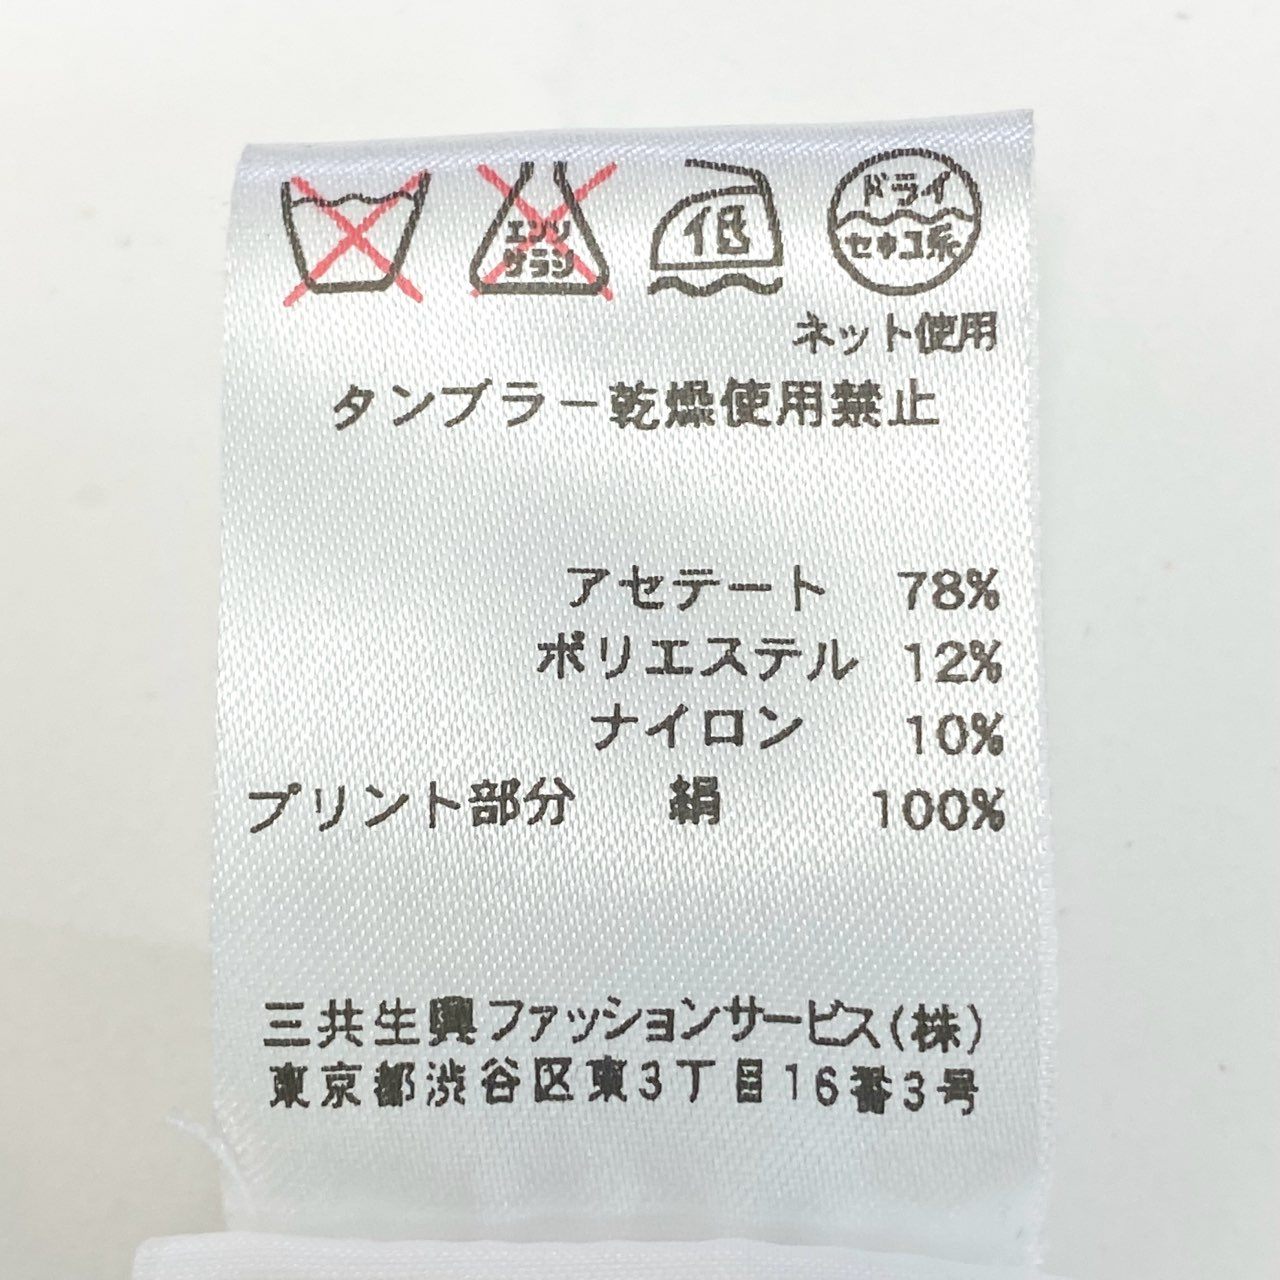 エンソ サラシ 低 ドライ セキユ系
ネット使用
タンブラー乾燥使用禁止
アセテート 78%
ポリエステル 12%
ナイロン 10%
プリント部分 絹 100%
三共生興ファッションサービス(株)
東京都渋谷区東3丁目16番3号